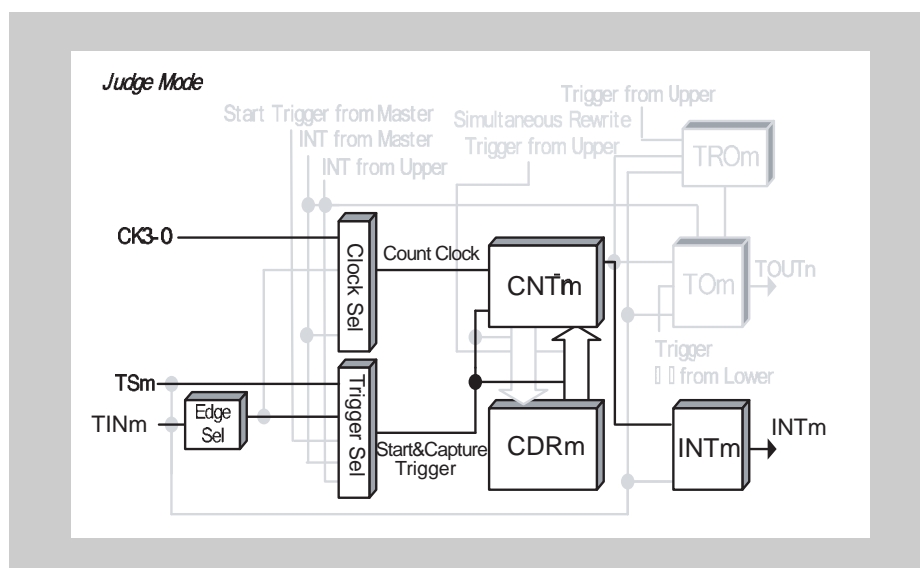 Judge Mode
Trigger from Upper
Start Trigger from Master
Simultaneous Rewrite
INT from Master
Trigger from Upper
INT from Upper
TROm
CK3-0
Clock Sel
Count Clock
CNTm
TOm
TOUTn
Trigger
from Lower
TSm
TINm
Edge
Sel
Trigger Sel
Start&Capture
Trigger
CDRm
INTm
INTm